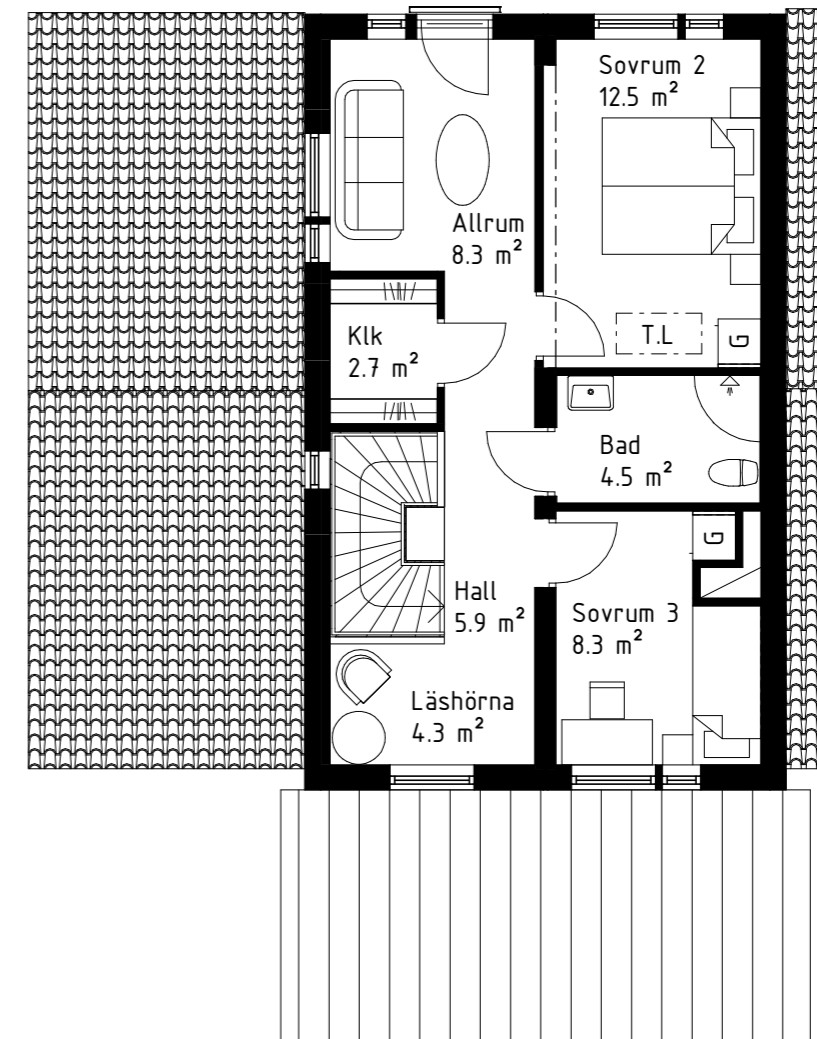 Sovrum 2
12.5 m²
Allrum
8.3 m²
Klk
2.7 m²
T.L
G
Bad
4.5 m²
G
Hall
5.9 m²
Sovrum 3
8.3 m²
Läshörna
4.3 m²